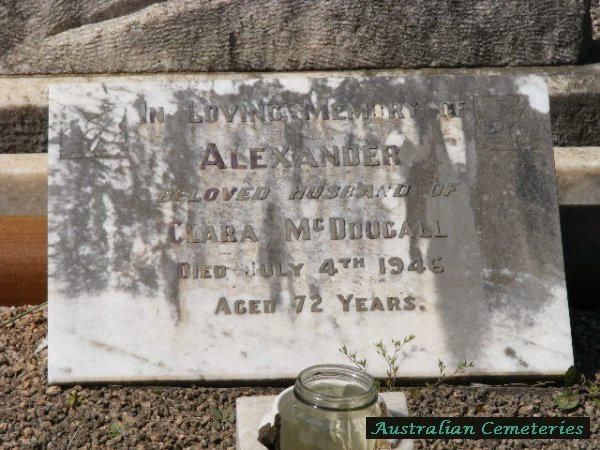 In Loving Memory of
Alexander
Beloved Husband of
Clara McDougall
Died July 4th 1946
Aged 72 Years.
Australian Cemeteries